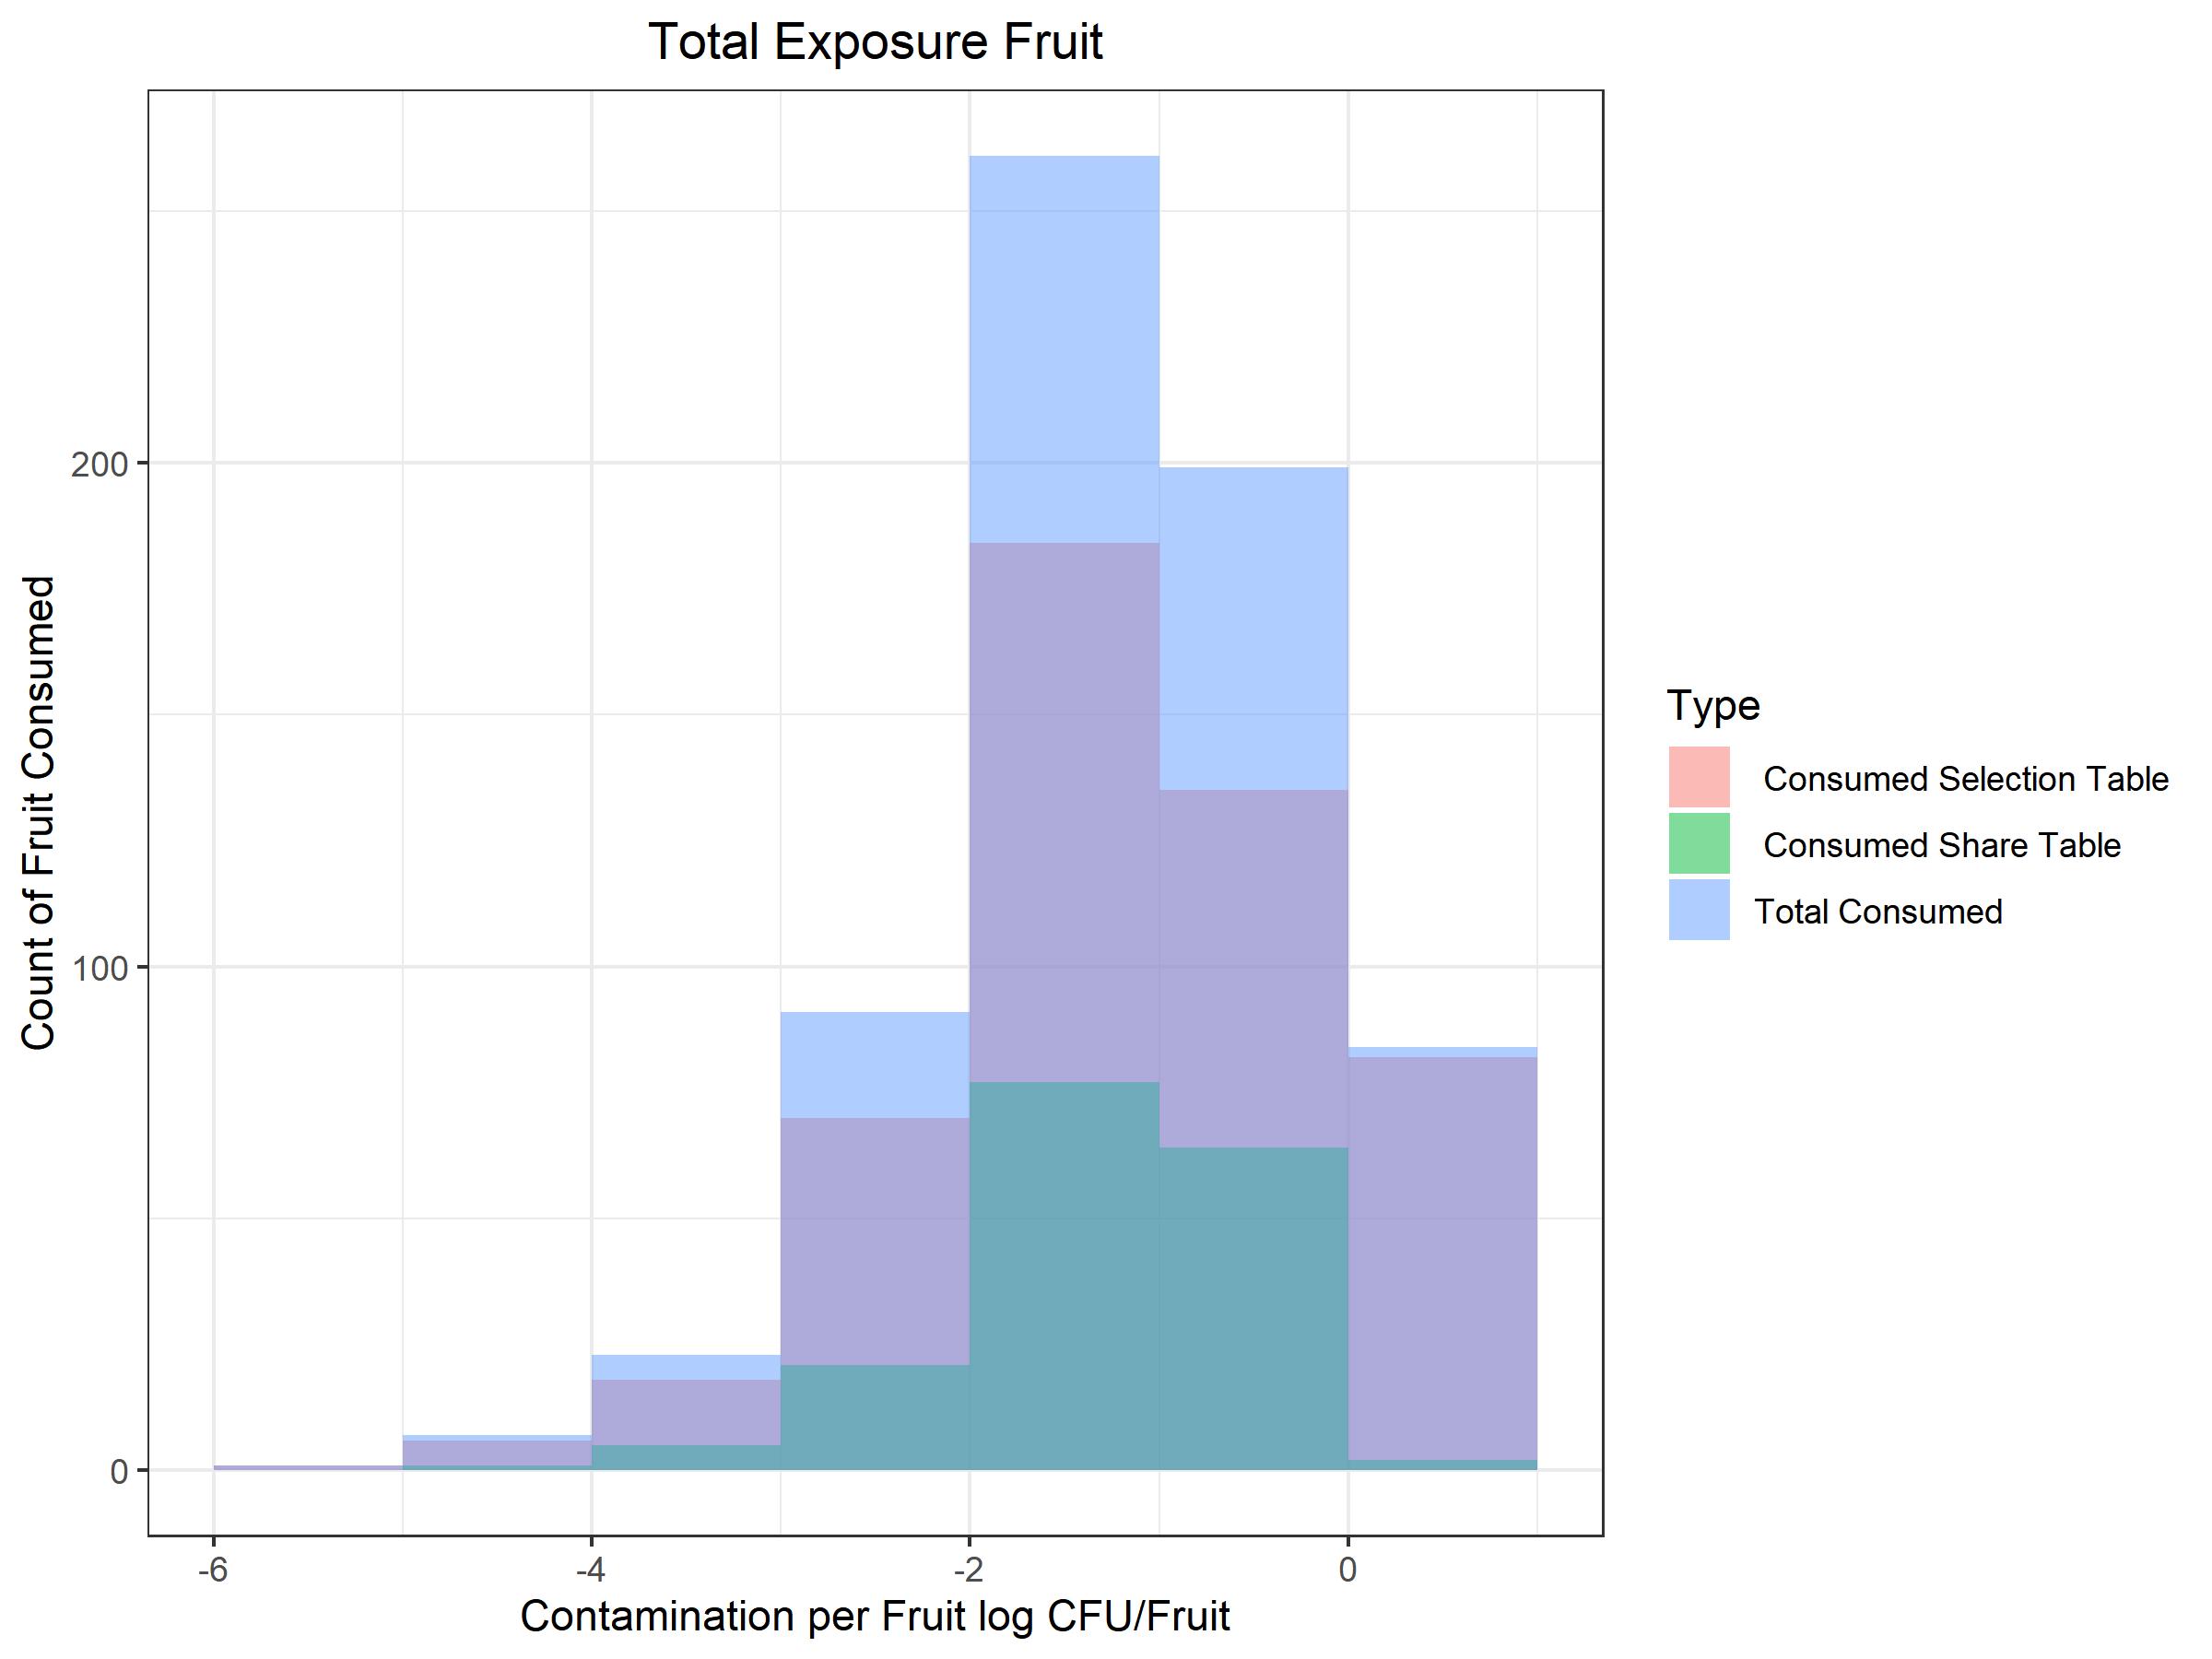 Total Exposure Fruit
Count of Fruit Consumed
200
100
0
-6
-4
-2
0
Contamination per Fruit log CFU/Fruit
Type
Consumed Selection Table
Consumed Share Table
Total Consumed